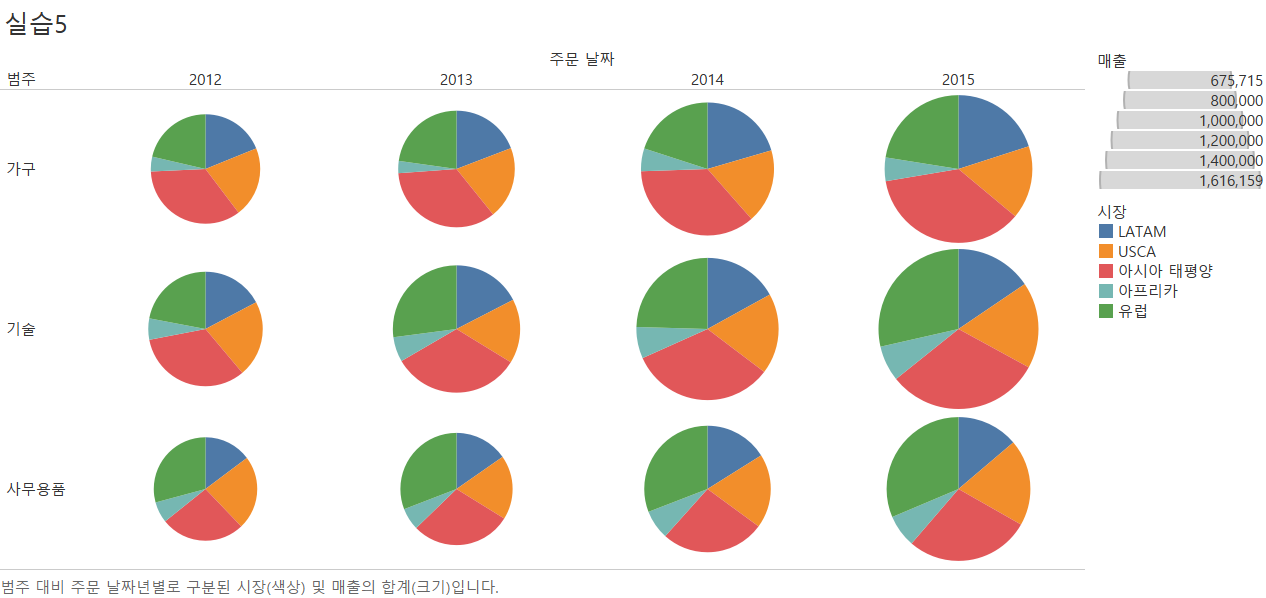 실습5
주문 날짜
범주 2012 2013 2014 2015
가구
기술
사무용품
범주 대비 주문 날짜년별로 구분된 시장(색상) 및 매출의 합계(크기)입니다.
매출
675,715
800,000
1,000,000
1,200,000
1,400,000
1,616,159
시장
LATAM
USCA
아시아 태평양
아프리카
유럽